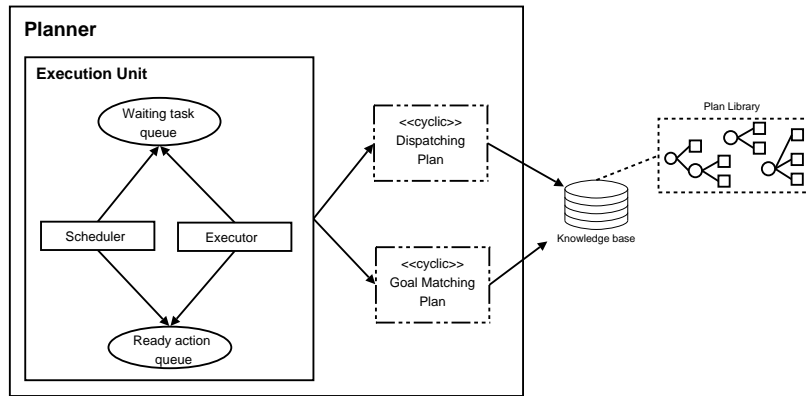 Planner
Execution Unit
Waiting task
queue
Scheduler
Executor
Ready action
queue
<<cyclic>>
Dispatching
Plan
<<cyclic>>
Goal Matching
Plan
Knowledge base
Plan Library